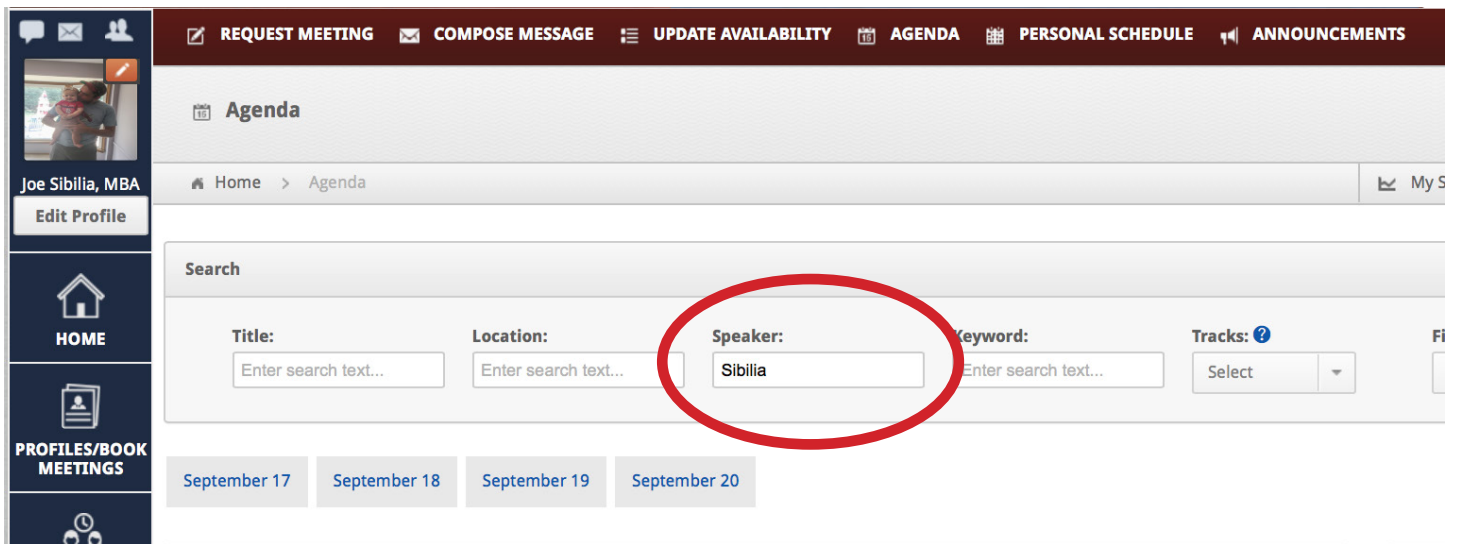 REQUEST MEETING COMPOSE MESSAGE UPDATE AVAILABILITY 15 AGENDA PERSONAL SCHEDULE ANNOUNCEMENTS
15 Agenda
Joe Sibilia, MBA
Edit Profile
Home > Agenda
My S
Search
HOME
Title: Location: Speaker: Keyword: Tracks: ? Fi
Enter search text... Enter search text... Sibilia Enter search text... Select
PROFILES/BOOK
MEETINGS
September 17 September 18 September 19 September 20